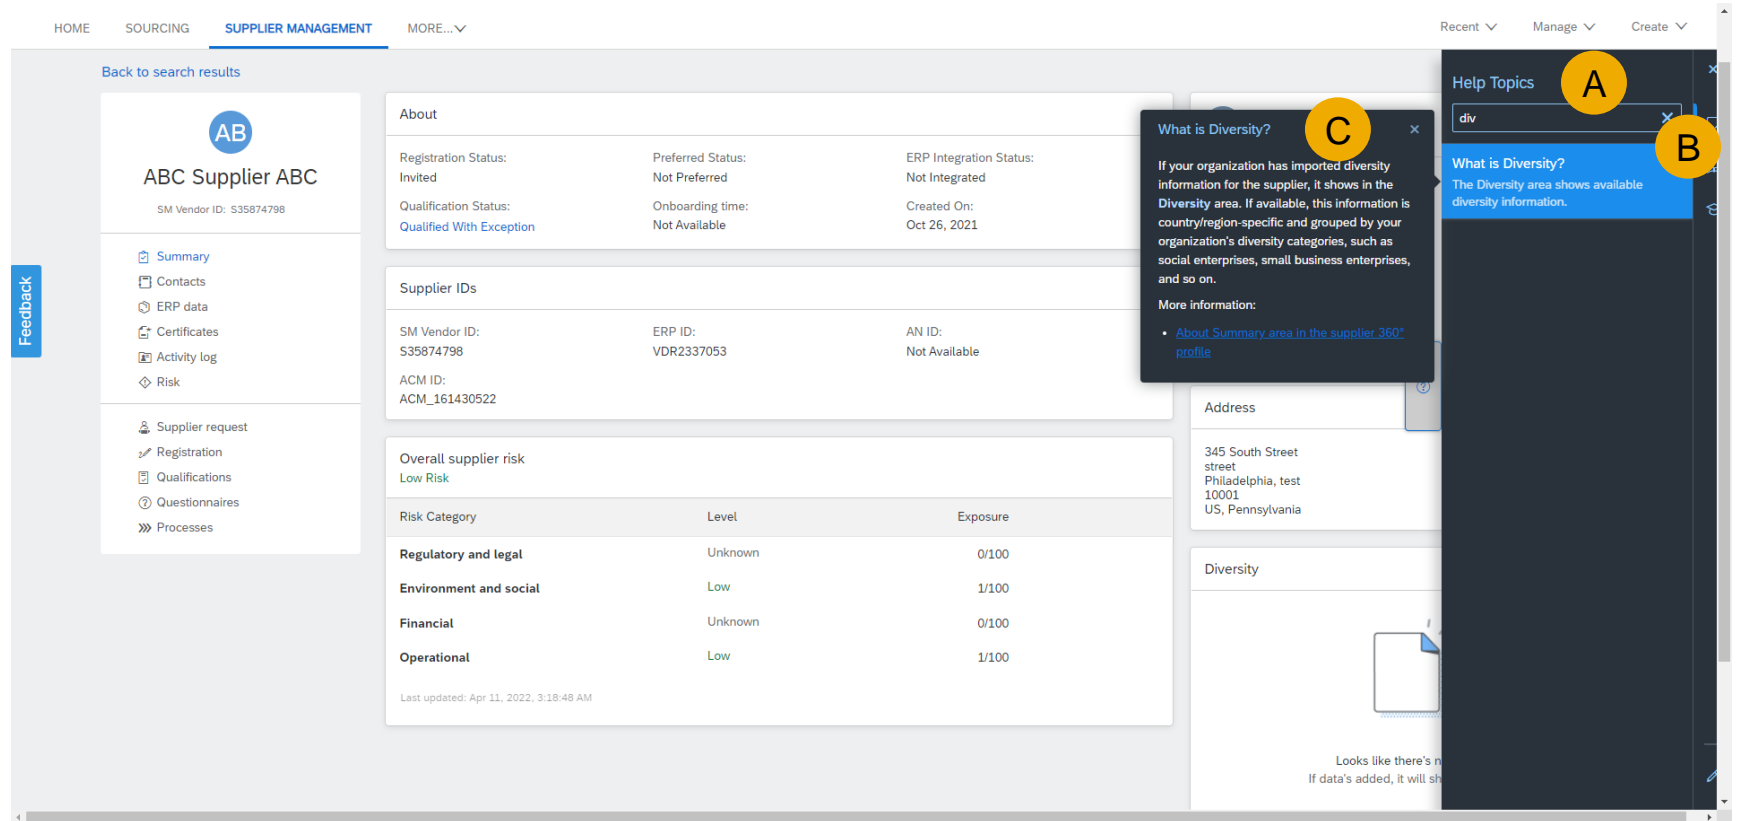 HOME
SOURCING
SUPPLIER MANAGEMENT
MORE...
Recent
Manage
Create
Back to search results
AB
ABC Supplier ABC
SM Vendor ID: S35874798
Summary
Contacts
ERP data
Certificates
Activity log
Risk
Supplier request
Registration
Qualifications
Questionnaires
Processes
Feedback
About
Registration Status:
Invited
Preferred Status:
Not Preferred
ERP Integration Status:
Not Integrated
Qualification Status:
Qualified With Exception
Onboarding time:
Not Available
Created On:
Oct 26, 2021
Supplier IDs
SM Vendor ID:
S35874798
ERP ID:
VDR2337053
AN ID:
Not Available
ACM ID:
ACM_161430522
Overall supplier risk
Low Risk
Risk Category Level Exposure
Regulatory and legal Unknown 0/100
Environment and social Low 1/100
Financial Unknown 0/100
Operational Low 1/100
Last updated: Apr 11, 2022, 3:18:48 AM
What is Diversity?
C
If your organization has imported diversity
information for the supplier, it shows in the
Diversity area. If available, this information is
country/region-specific and grouped by your
organization's diversity categories, such as
social enterprises, small business enterprises,
and so on.
More information:
• About Summary area in the supplier 360°
profile
Address
345 South Street
street
Philadelphia, test
10001
US, Pennsylvania
Diversity
Looks like there's n
If data's added, it will sh
Help Topics
A
div
B
What is Diversity?
The Diversity area shows available
diversity information.